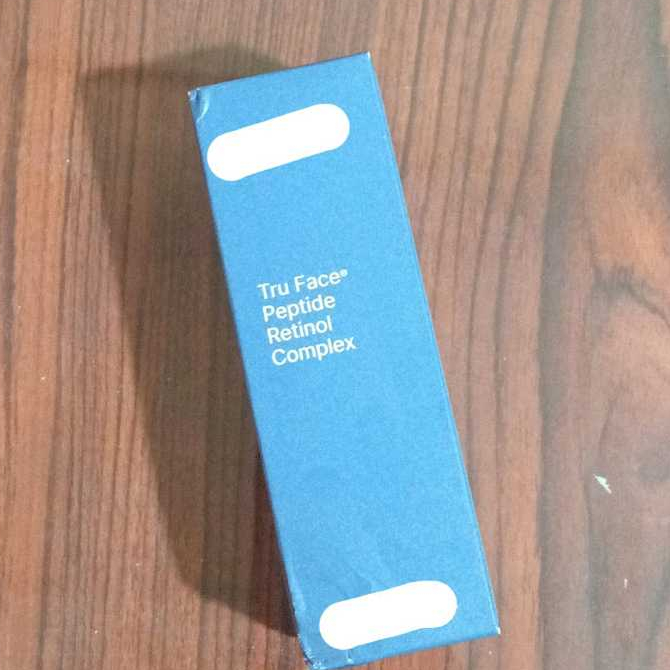 Tru Face®
Peptide
Retinol
Complex